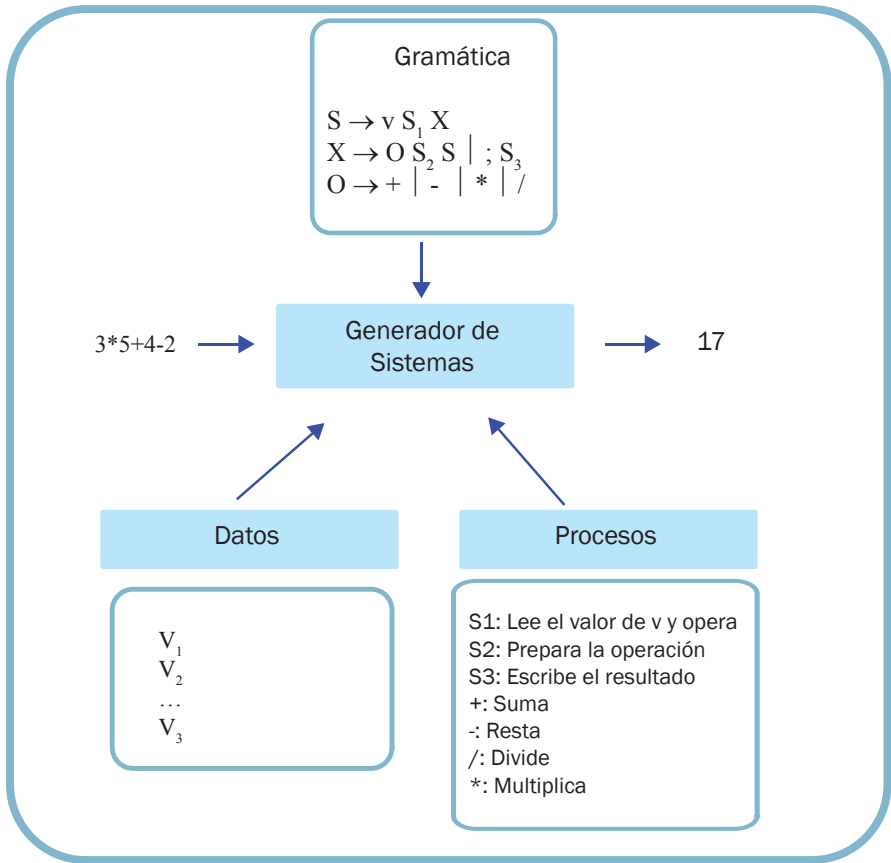 Gramática
S → v S₁ X
X → O S₂ S | ; S₃
O → + | - | * | /
3*5+4-2
Generador de
Sistemas
17
Datos
V₁
V₂
...
V₃
Procesos
S1: Lee el valor de v y opera
S2: Prepara la operación
S3: Escribe el resultado
+: Suma
-: Resta
/: Divide
*: Multiplica